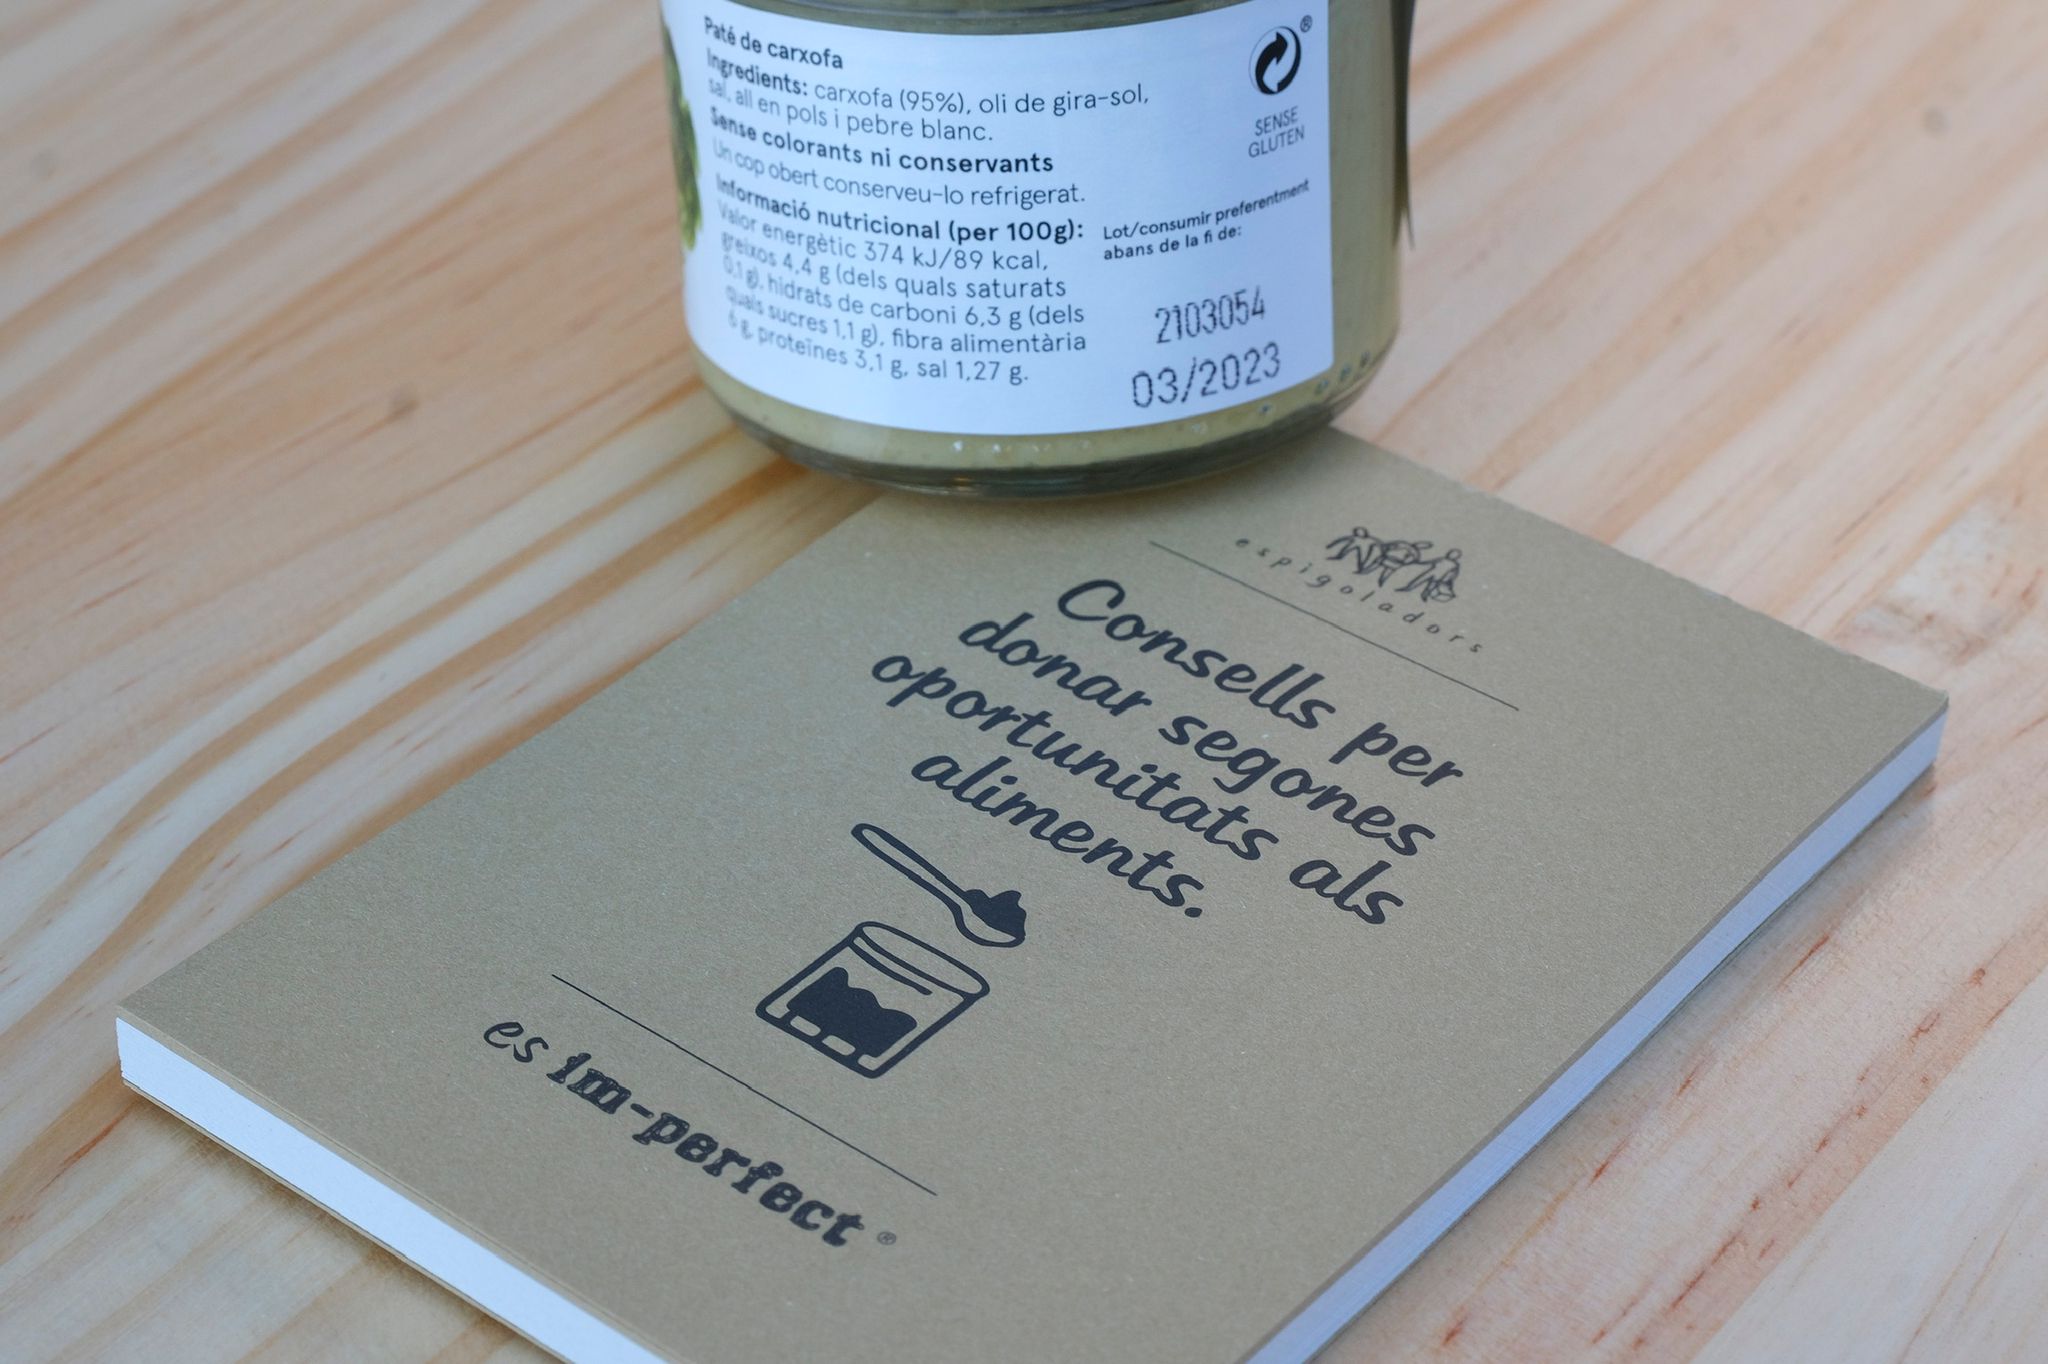 Paté de carxofa
Ingredients: carxofa (95%), oli de gira-sol,
sal, all en pols i pebre blanc.
Sense colorants ni conservants
Un cop obert conserveu-lo refrigerat.
Informació nutricional (per 100g):
Valor energètic 374 kJ/89 kcal,
greixos 4,4 g (dels quals saturats
0,1 g), hidrats de carboni 6,3 g (dels
quals sucres 1,1 g), fibra alimentària
6 g, proteïnes 3,1 g, sal 1,27 g.
®
SENSE
GLUTEN
Lot/consumir preferentment
abans de la fi de:
2103054
03/2023
espigoladors
Consells per
donar segones
oportunitats als
aliments.
es im-perfect ®